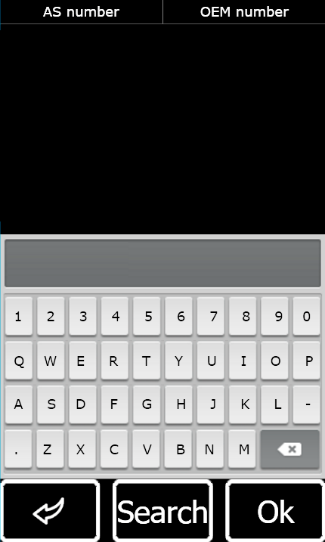 AS number OEM number
1 2 3 4 5 6 7 8 9 0
Q W E R T Y U I O P
A S D F G H J K L -
. Z X C V B N M
Search Ok